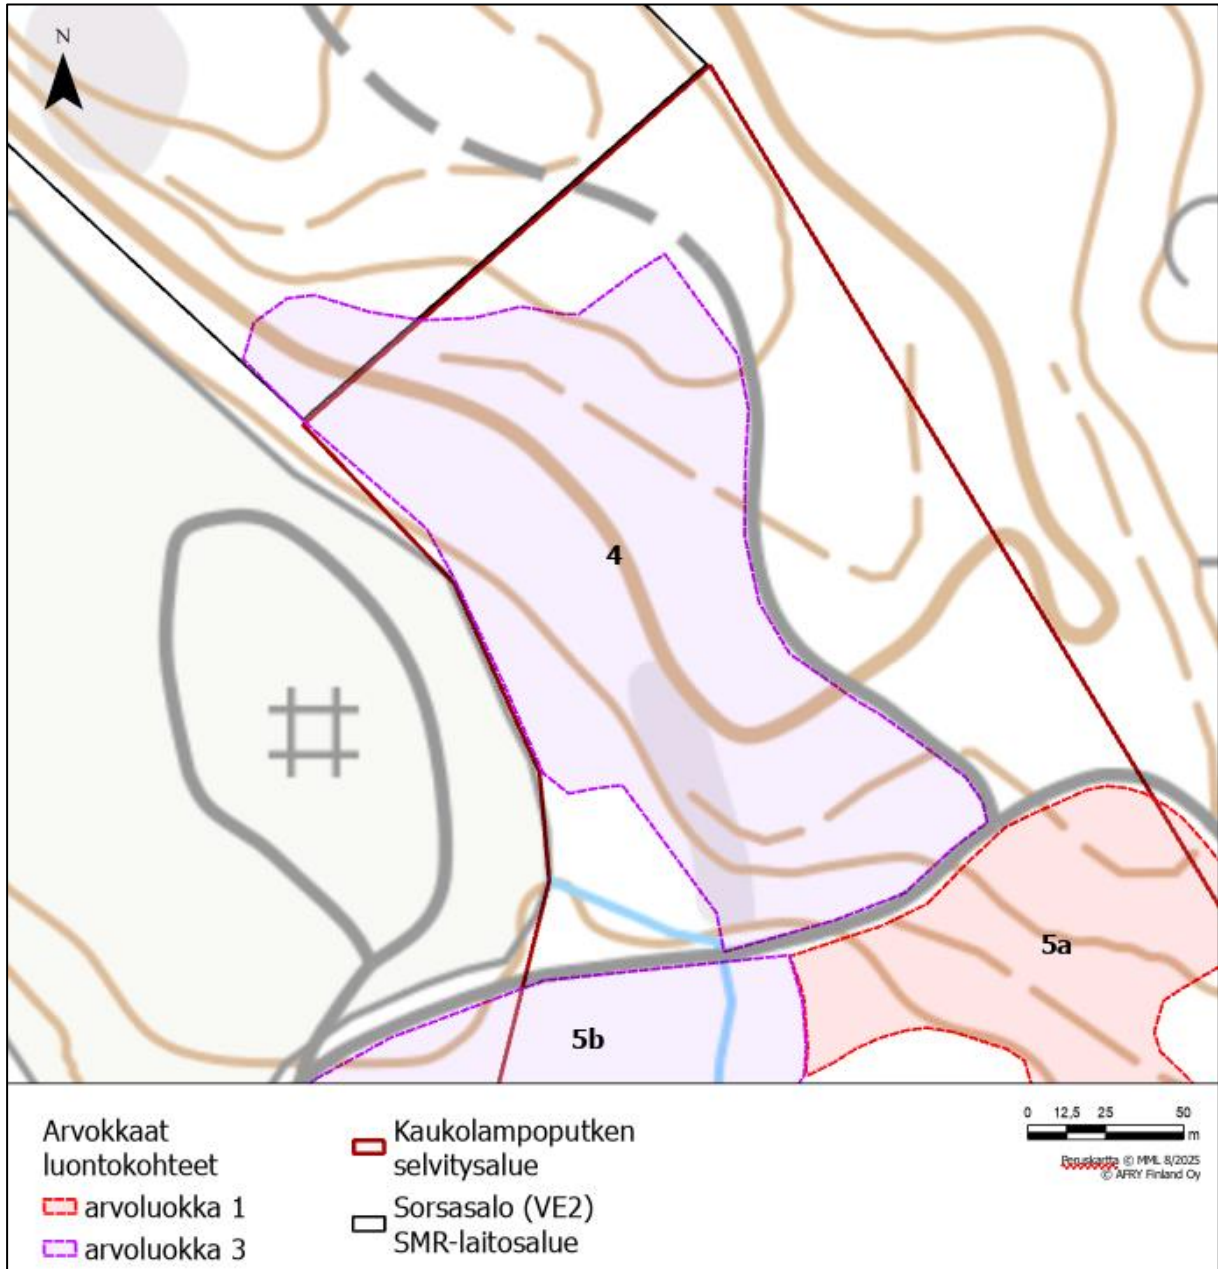 N
4
5a
5b
Arvokkaat
luontokohteet
arvoluokka 1
arvoluokka 3
Kaukolampoputken
selvitysalue
Sorsasalo (VE2)
SMR-laitosalue
0 12,5 25 50
m
Peruskartta © MML 8/2025
© AFRY Finland Oy